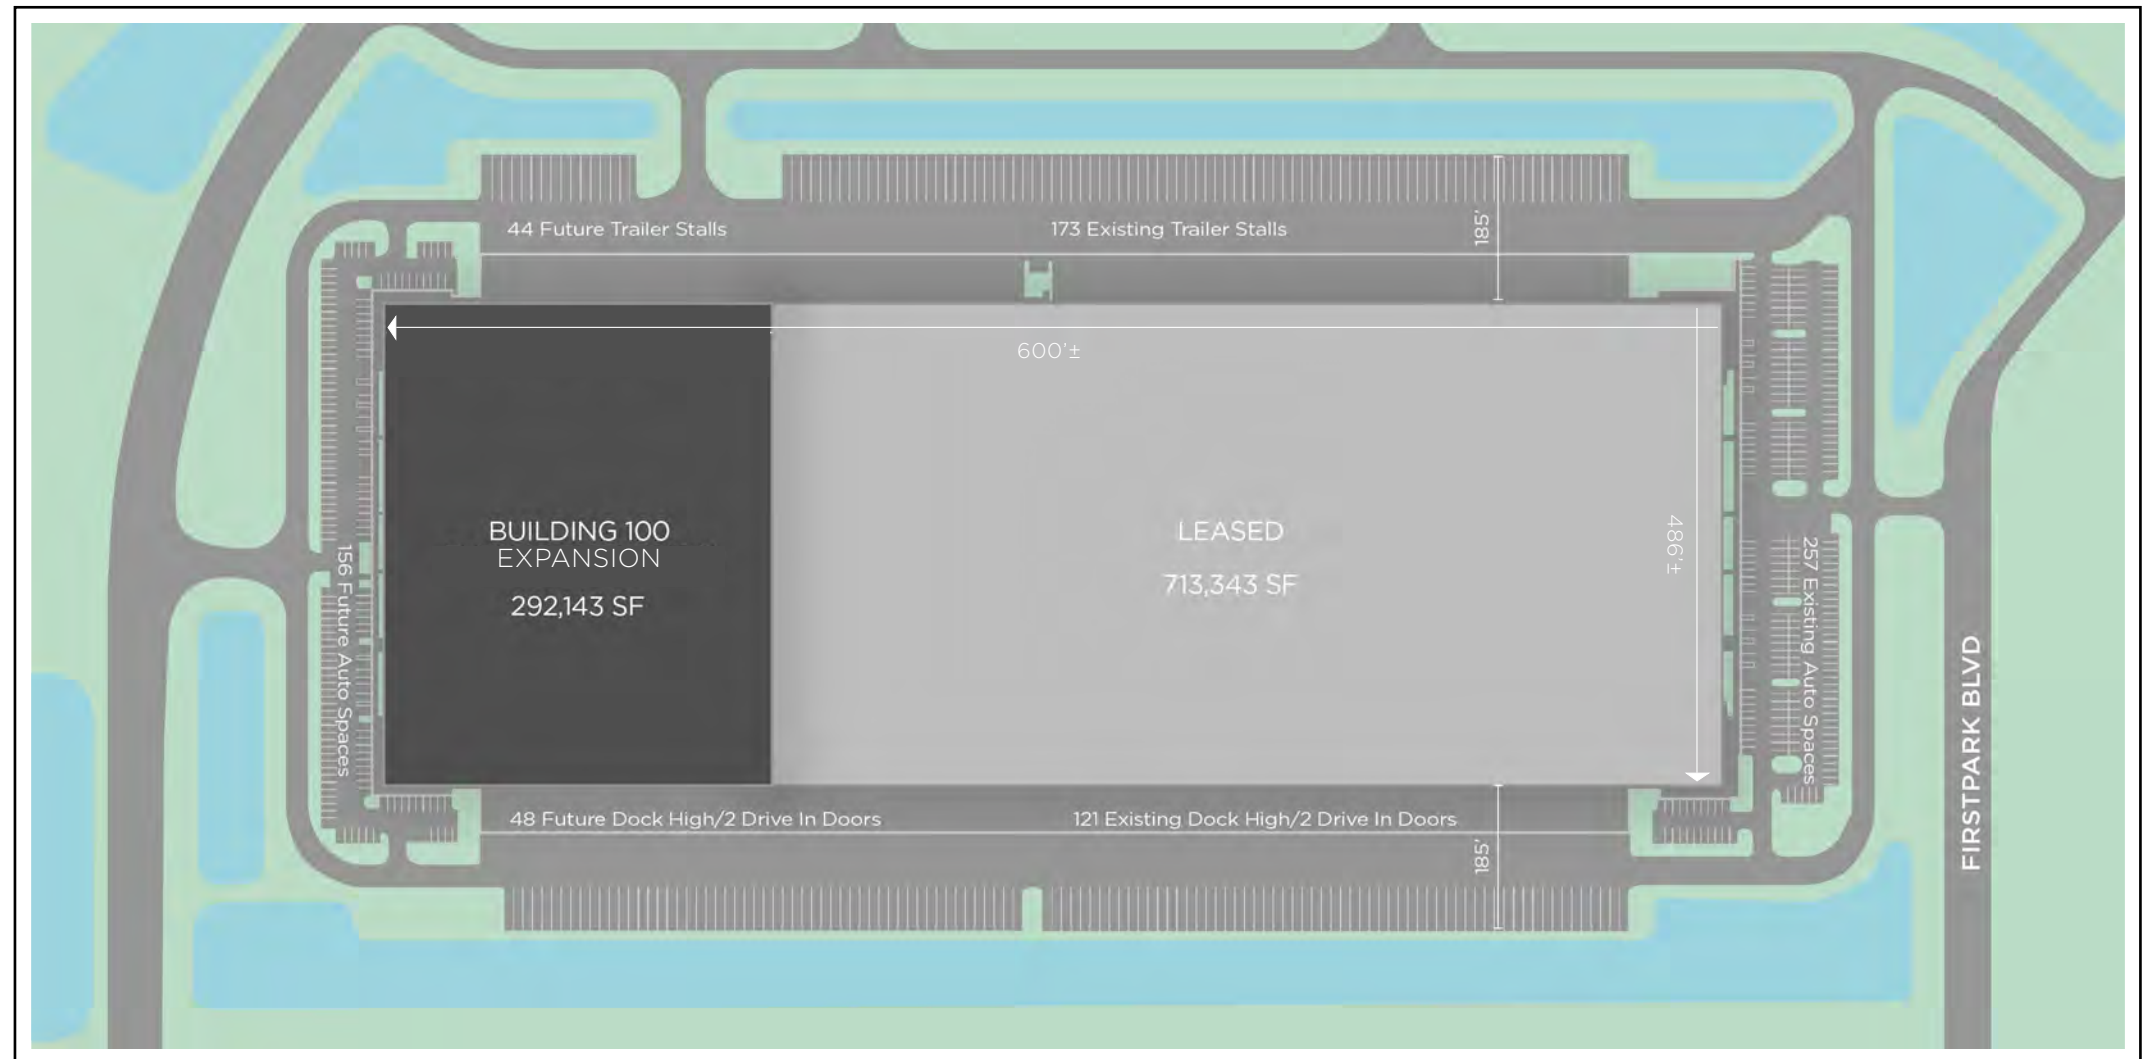 44 Future Trailer Stalls
173 Existing Trailer Stalls
185'
600'±
BUILDING 100
EXPANSION
292,143 SF
LEASED
713,343 SF
486'±
156 Future Auto Spaces
257 Existing Auto Spaces
FIRSTPARK BLVD
48 Future Dock High/2 Drive In Doors
121 Existing Dock High/2 Drive In Doors
185'